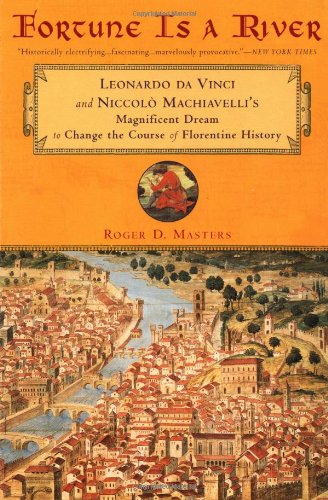 FORTUNE IS A RIVER
"Historically electrifying...fascinating...marvelously provocative."—NEW YORK TIMES
LEONARDO DA VINCI
and NICCOLÒ MACHIAVELLI'S
Magnificent Dream
to Change the Course of Florentine History
ROGER D. MASTERS